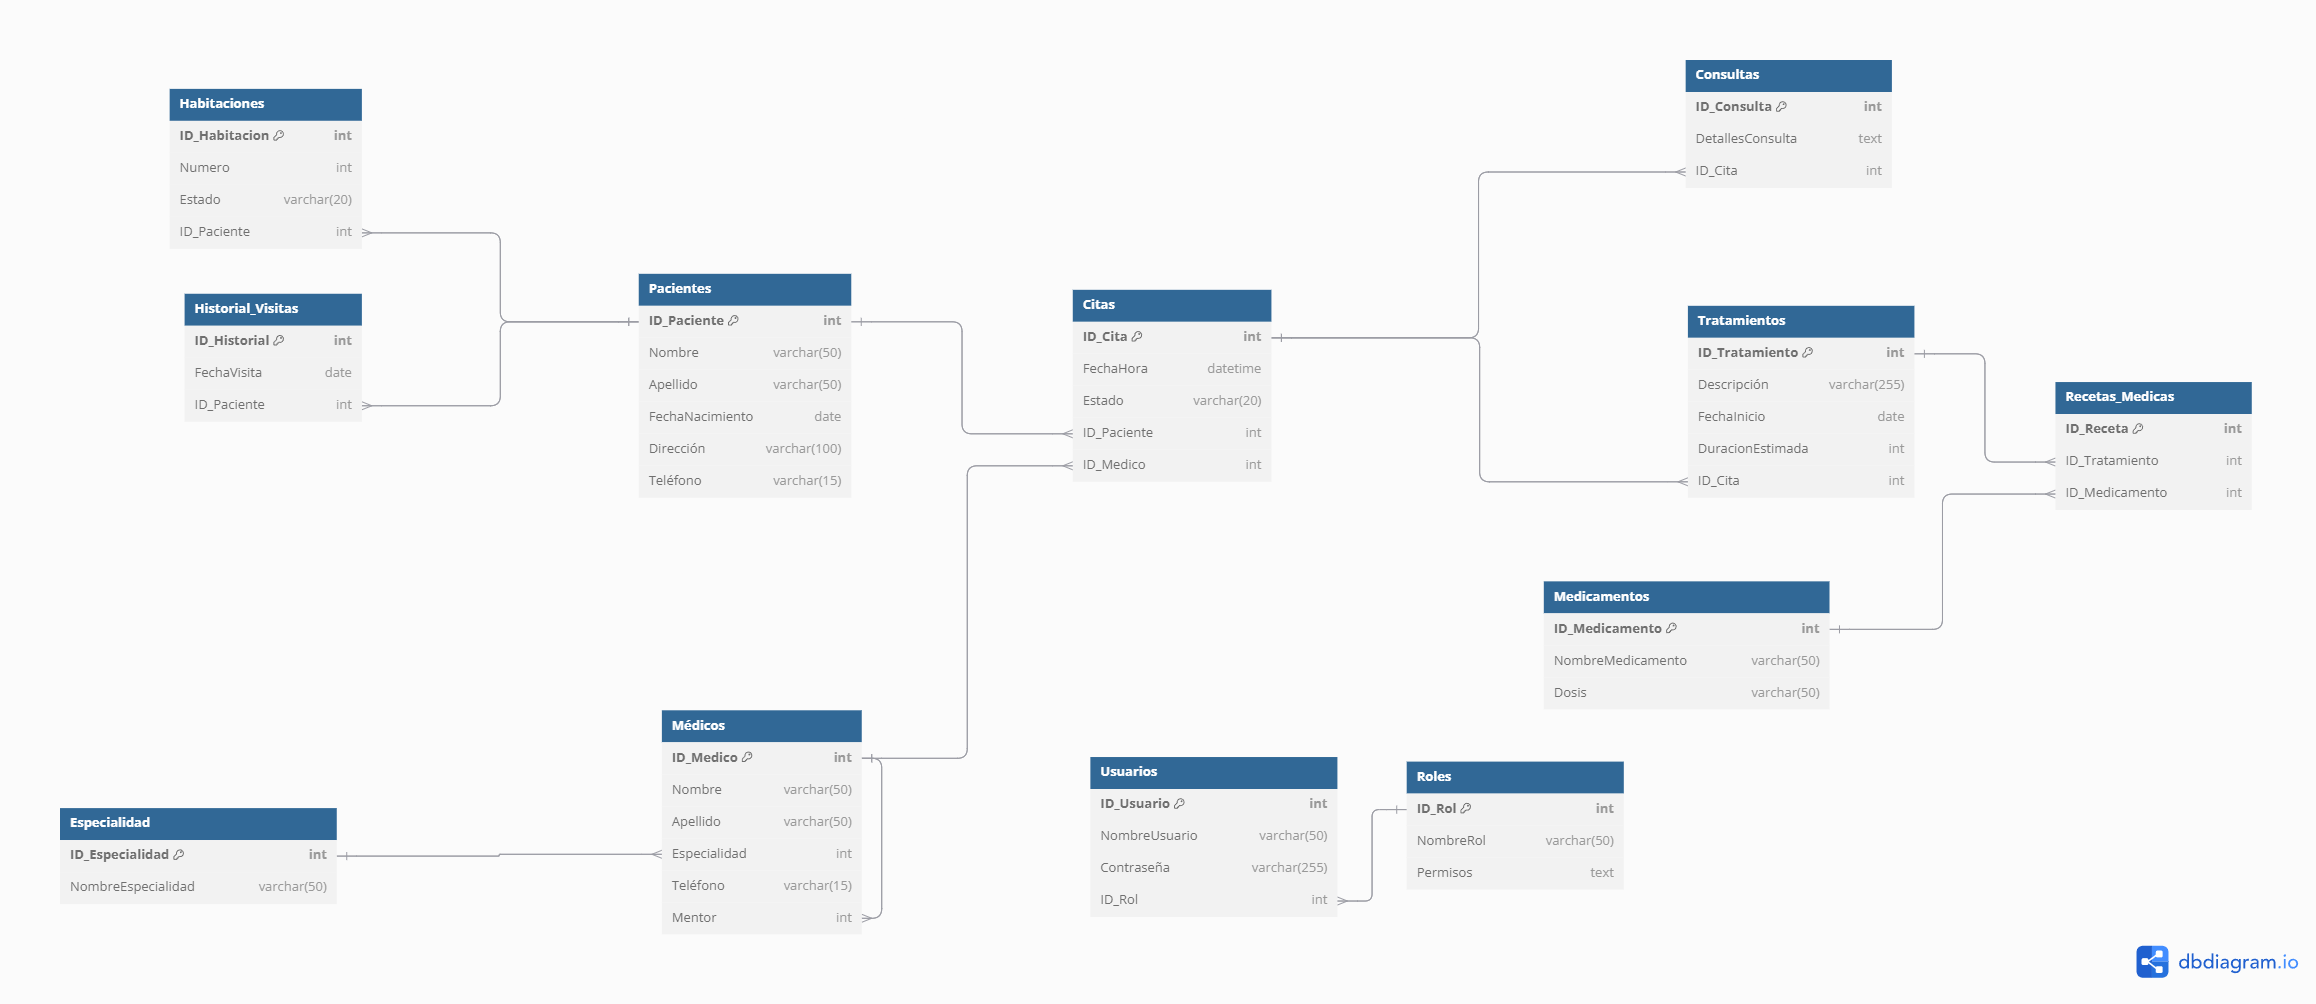 Habitaciones
ID_Habitacion int
Numero int
Estado varchar(20)
ID_Paciente int
Historial_Visitas
ID_Historial int
FechaVisita date
ID_Paciente int
Pacientes
ID_Paciente int
Nombre varchar(50)
Apellido varchar(50)
FechaNacimiento date
Dirección varchar(100)
Teléfono varchar(15)
Citas
ID_Cita int
FechaHora datetime
Estado varchar(20)
ID_Paciente int
ID_Medico int
Consultas
ID_Consulta int
DetallesConsulta text
ID_Cita int
Tratamientos
ID_Tratamiento int
Descripción varchar(255)
FechaInicio date
DuracionEstimada int
ID_Cita int
Recetas_Medicas
ID_Receta int
ID_Tratamiento int
ID_Medicamento int
Medicamentos
ID_Medicamento int
NombreMedicamento varchar(50)
Dosis varchar(50)
Médicos
ID_Medico int
Nombre varchar(50)
Apellido varchar(50)
Especialidad int
Teléfono varchar(15)
Mentor int
Especialidad
ID_Especialidad int
NombreEspecialidad varchar(50)
Usuarios
ID_Usuario int
NombreUsuario varchar(50)
Contraseña varchar(255)
ID_Rol int
Roles
ID_Rol int
NombreRol varchar(50)
Permisos text
dbdiagram.io